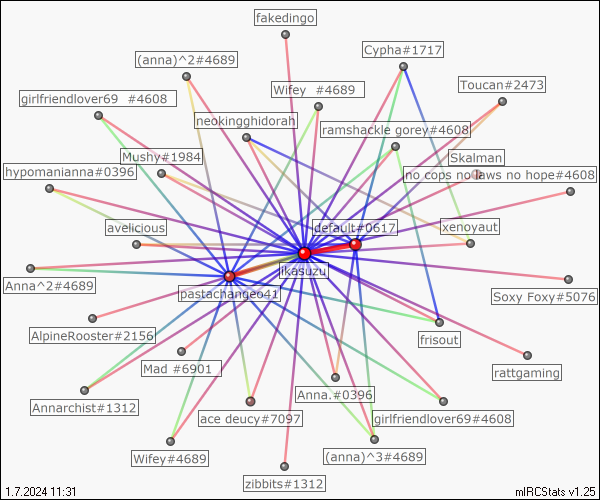 fakedingo
(anna)^2#4689
Cypha#1717
Toucan#2473
girlfriendlover69 #4608
Wifey #4689
neokingghidorah
ramshackle gorey#4608
Mushy#1984
Skalman
hypomanianna#0396
no cops no laws no hope#4608
avelicious
default#0617
xenoyaut
jikasuzu
Anna^2#4689
pastachangeo41
Soxy Foxy#5076
AlpineRooster#2156
frisout
Mad #6901
rattgaming
Annarchist#1312
ace deucy#7097
Anna.#0396
girlfriendlover69#4608
Wifey#4689
(anna)^3#4689
zibbits#1312
1.7.2024 11:31
mIRCStats v1.25